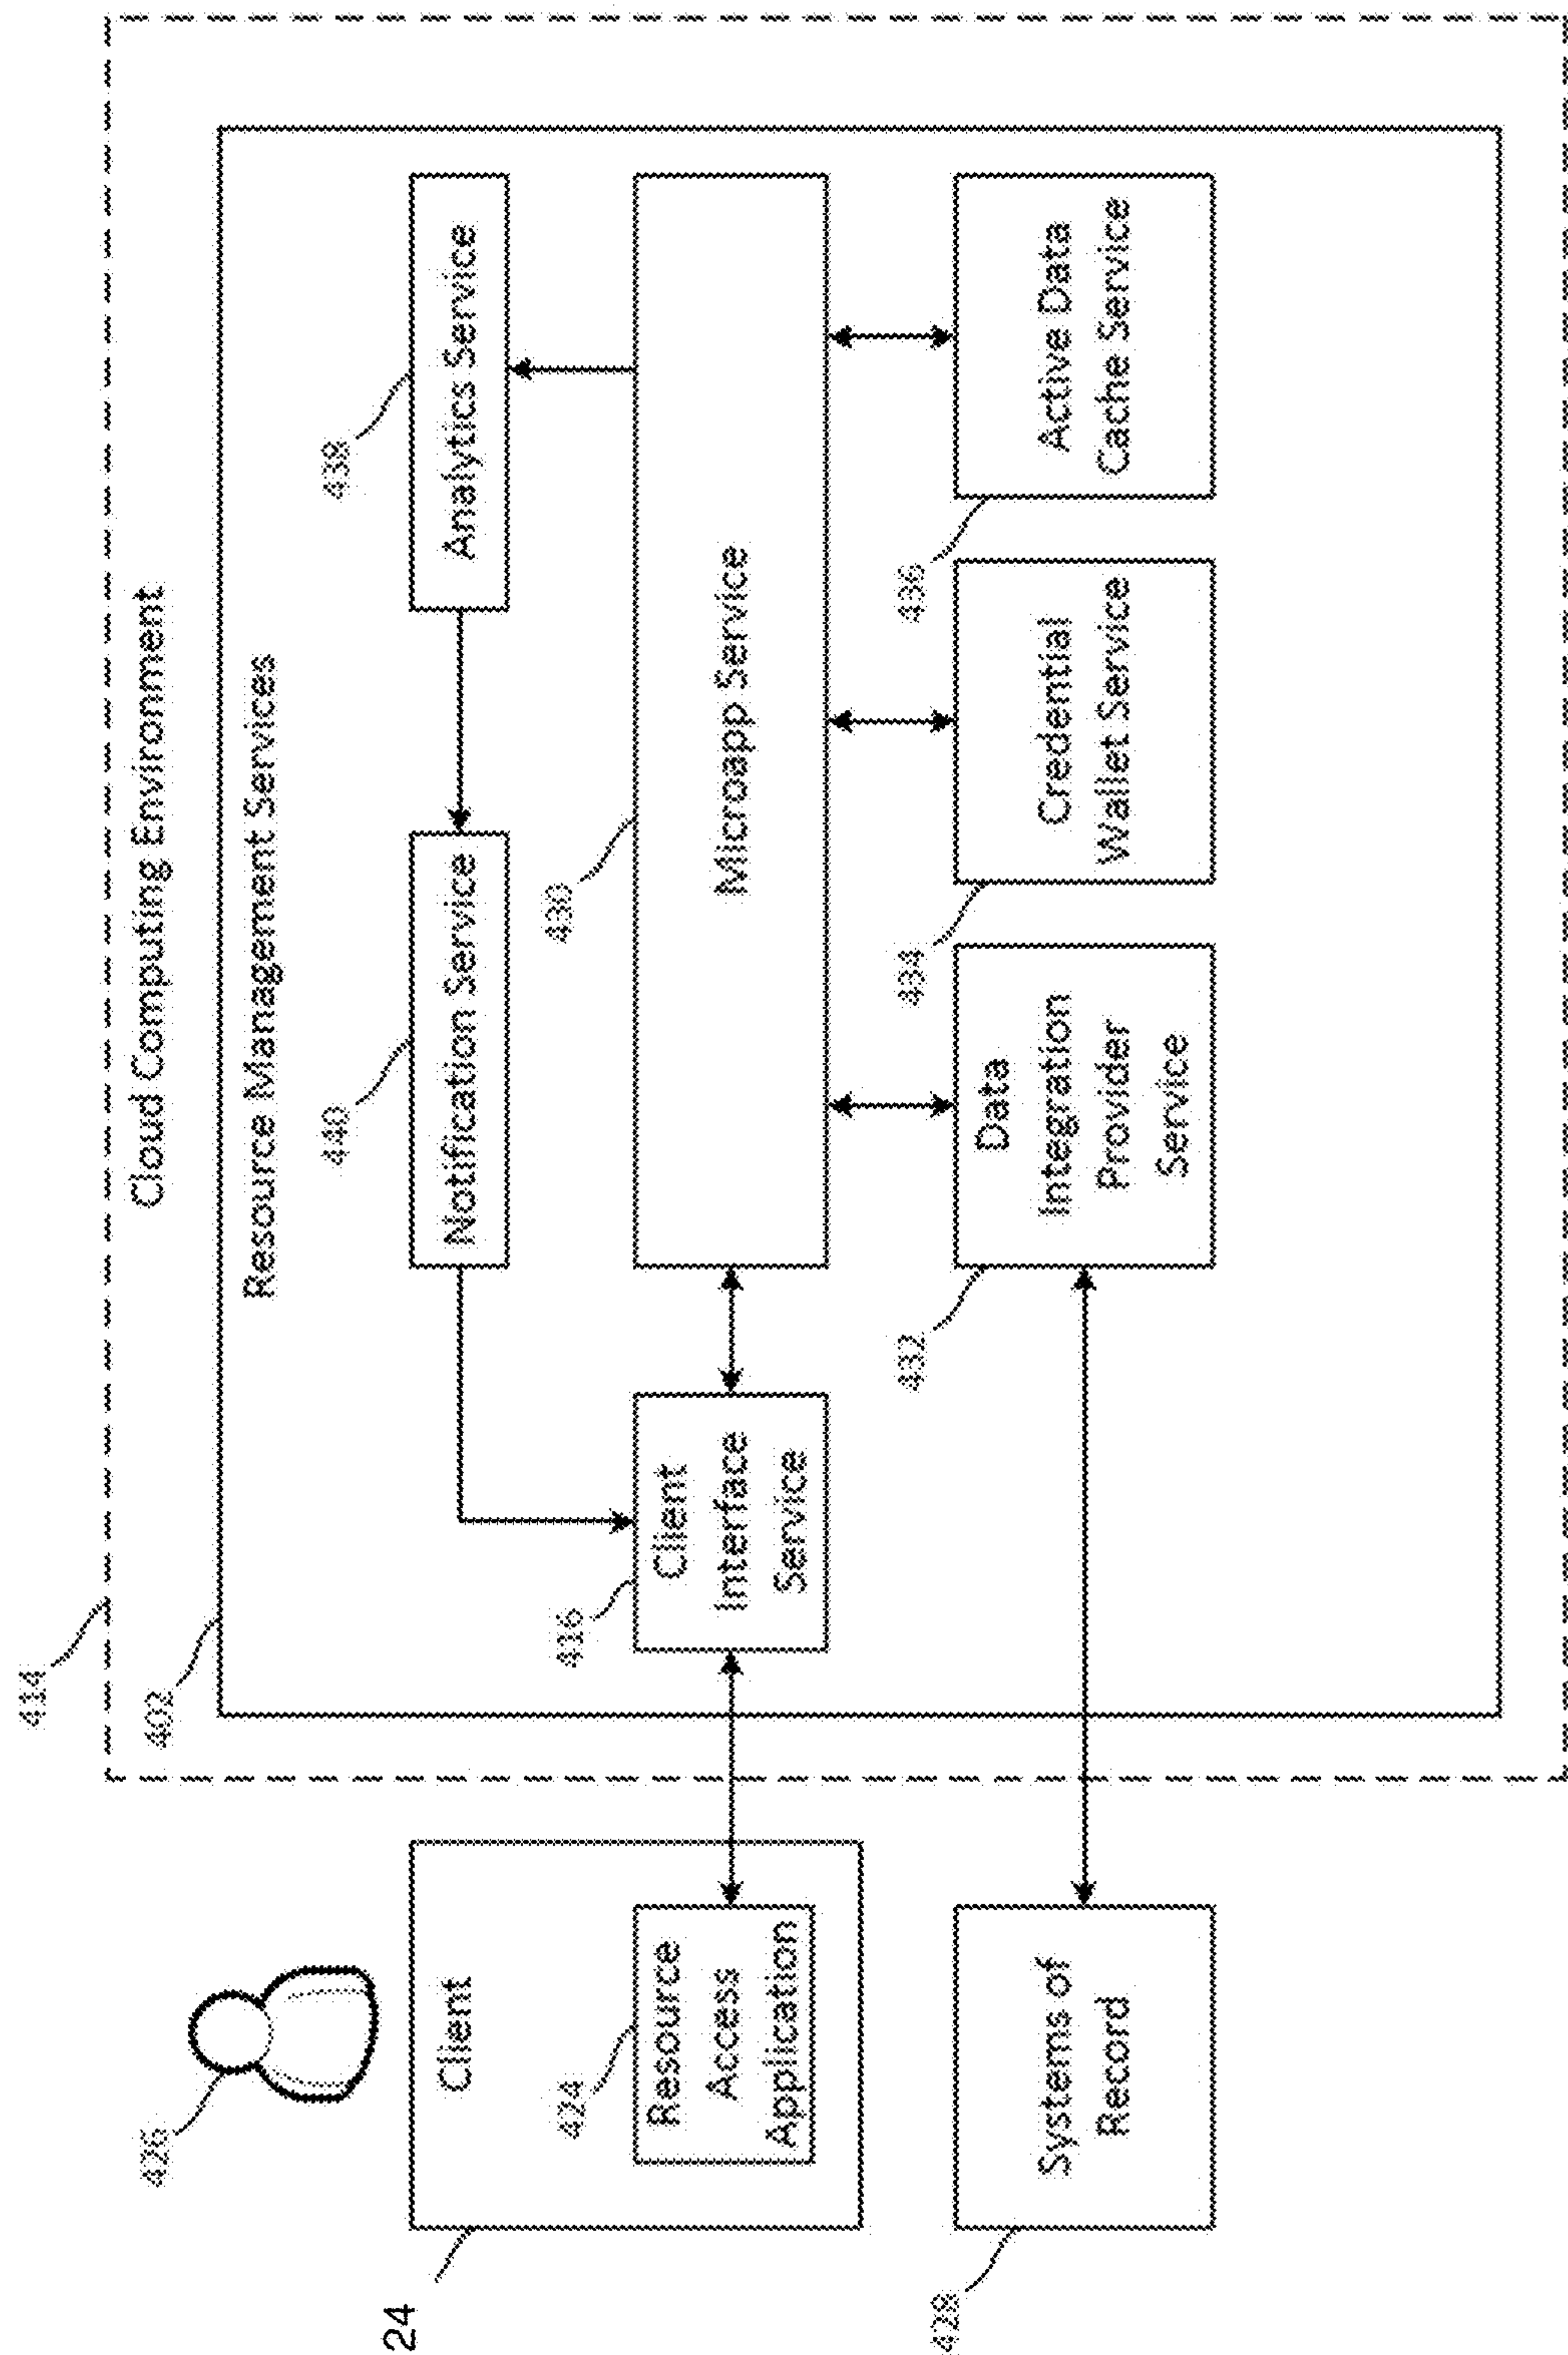 414
Cloud Computing Environment
402
Resource Management Services
426
440
438
Notification Service
Analytics Service
24
Client
424
Resource
Access
Application
416
Client
Interface
Service
430
Microapp Service
428
Systems of
Record
432
Data
Integration
Provider
Service
434
Credential
Wallet Service
436
Active Data
Cache Service